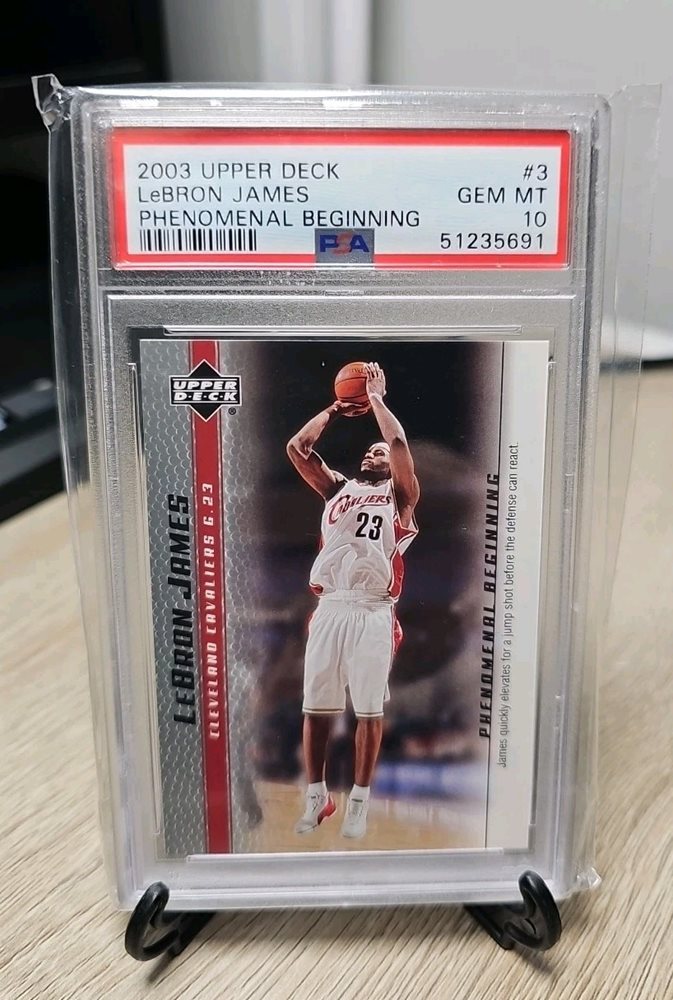 2003 UPPER DECK #3
LeBRON JAMES GEM MT
PHENOMENAL BEGINNING 10
PSA 51235691
UPPER
D·E·C·K
®
LEBRON JAMES
CLEVELAND CAVALIERS G.23
CAVALIERS
23
PHENOMENAL BEGINNING
James quickly elevates for a jump shot before the defense can react.